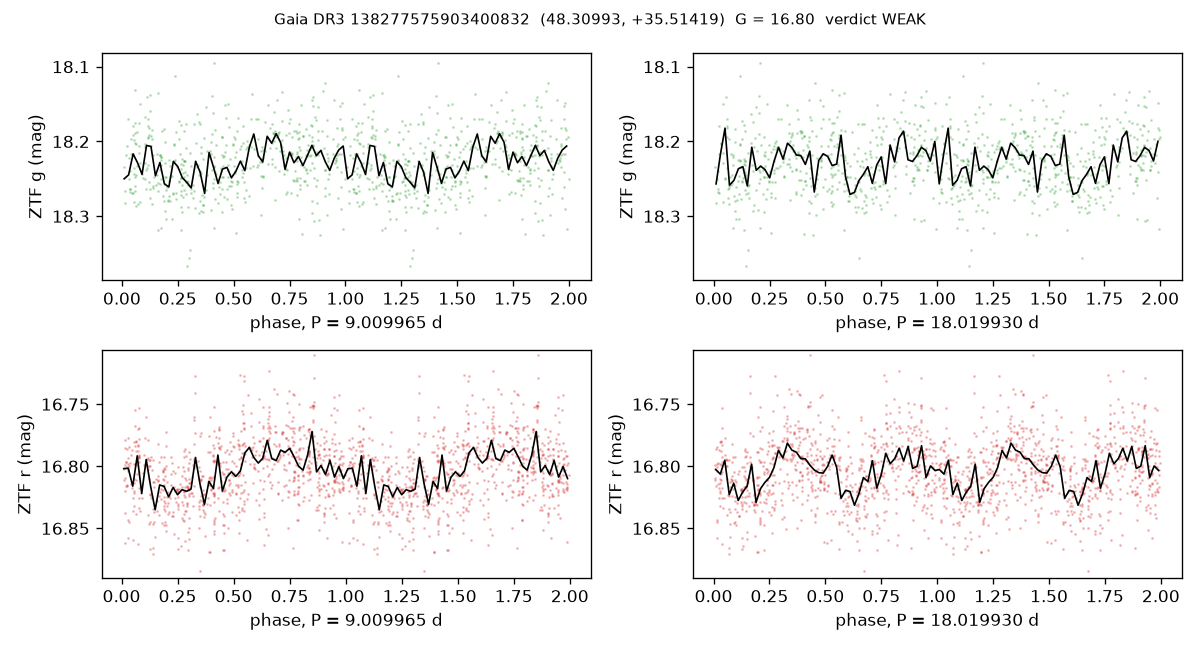 Gaia DR3 138277575903400832 (48.30993, +35.51419) G = 16.80 verdict WEAK
18.1
18.2
18.3
ZTF g (mag)
0.00 0.25 0.50 0.75 1.00 1.25 1.50 1.75 2.00
phase, P = 9.009965 d
18.1
18.2
18.3
ZTF g (mag)
0.00 0.25 0.50 0.75 1.00 1.25 1.50 1.75 2.00
phase, P = 18.019930 d
16.75
16.80
16.85
ZTF r (mag)
0.00 0.25 0.50 0.75 1.00 1.25 1.50 1.75 2.00
phase, P = 9.009965 d
16.75
16.80
16.85
ZTF r (mag)
0.00 0.25 0.50 0.75 1.00 1.25 1.50 1.75 2.00
phase, P = 18.019930 d